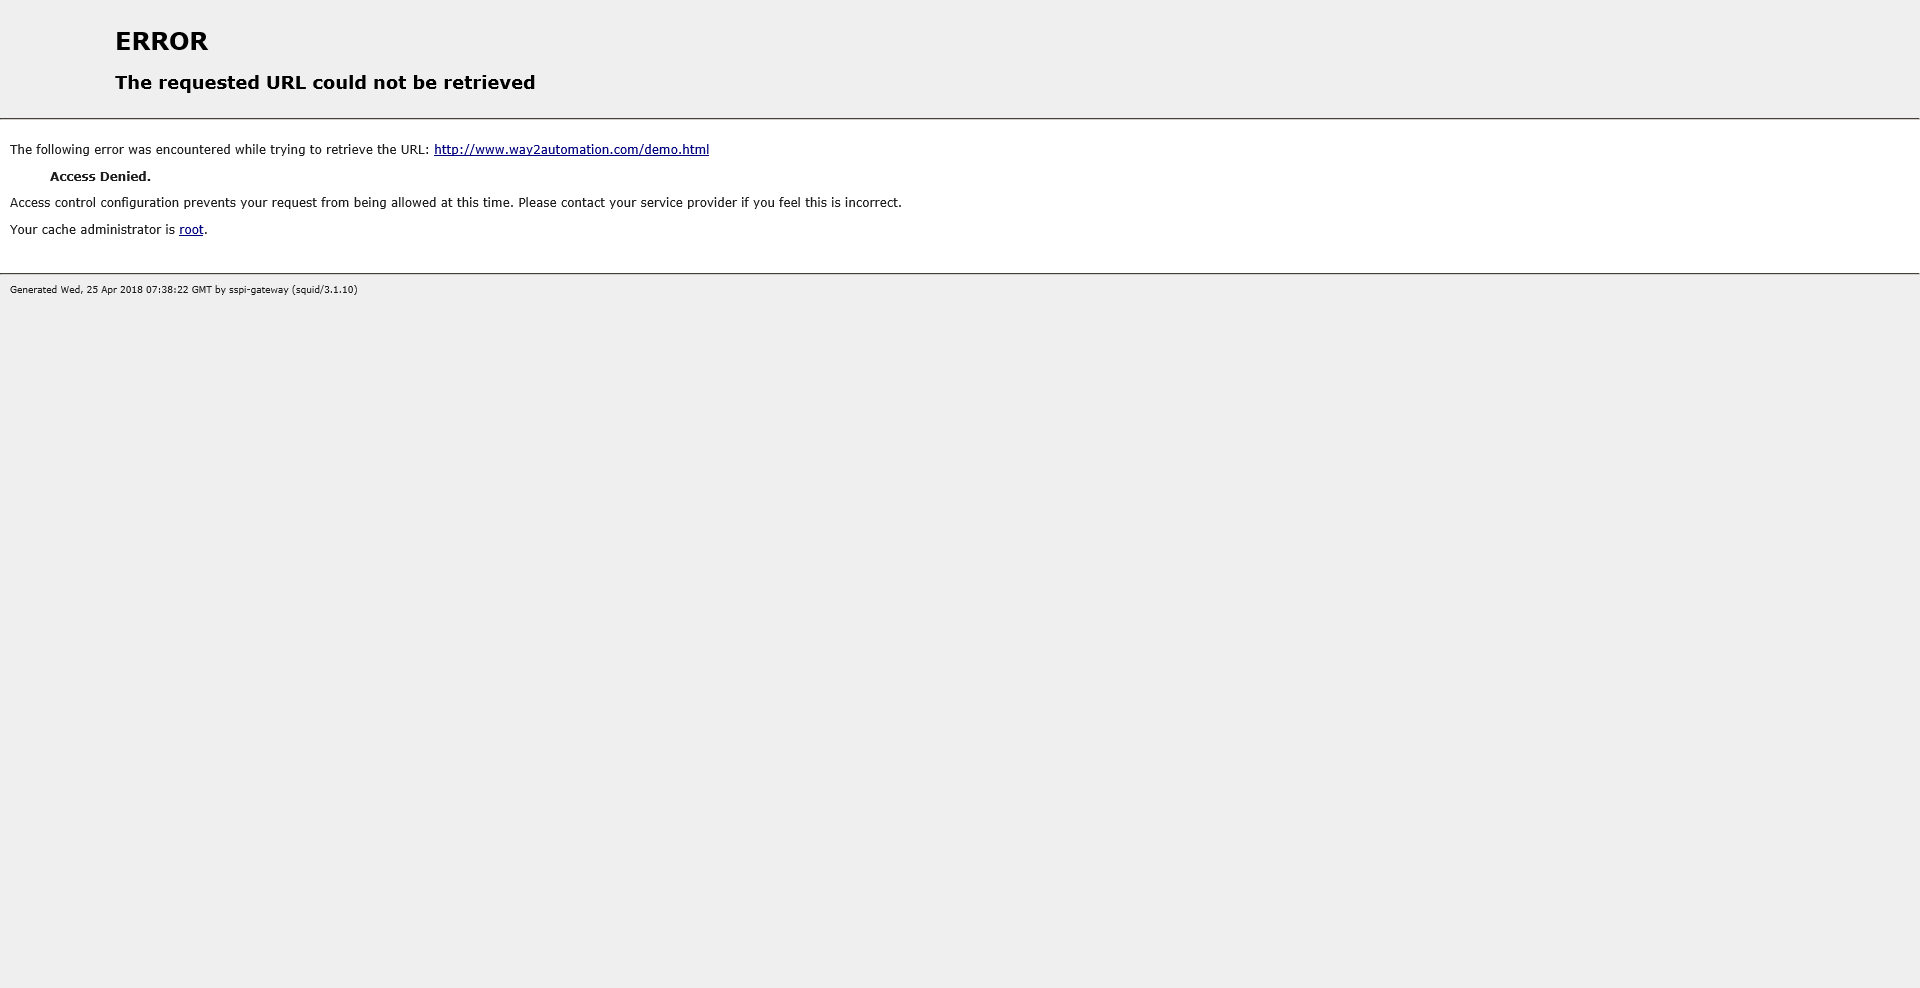 ERROR
The requested URL could not be retrieved
The following error was encountered while trying to retrieve the URL: http://www.way2automation.com/demo.html
Access Denied.
Access control configuration prevents your request from being allowed at this time. Please contact your service provider if you feel this is incorrect.
Your cache administrator is root.
Generated Wed, 25 Apr 2018 07:38:22 GMT by sspi-gateway (squid/3.1.10)